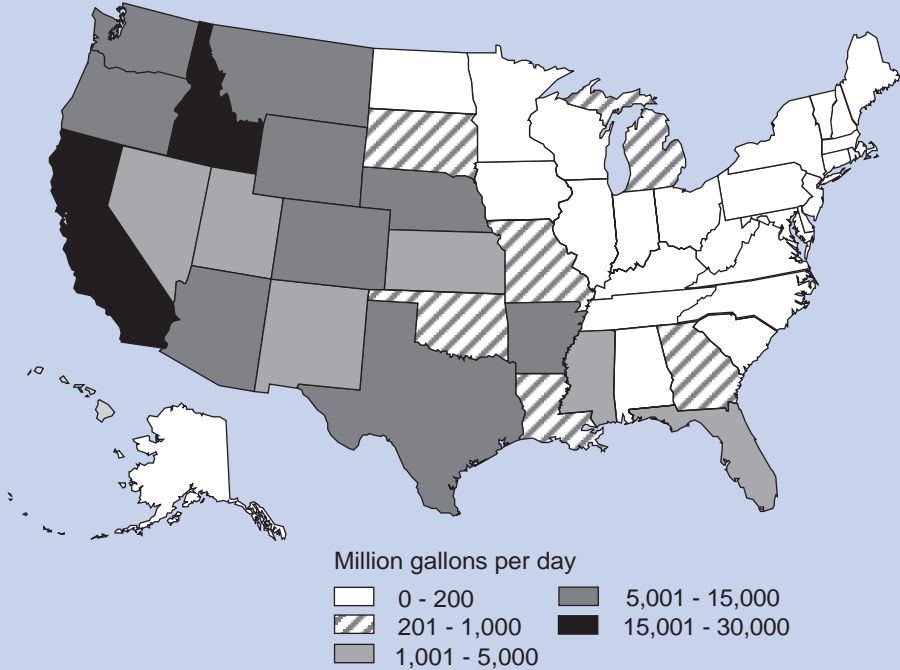 Million gallons per day
0 - 200
201 - 1,000
1,001 - 5,000
5,001 - 15,000
15,001 - 30,000